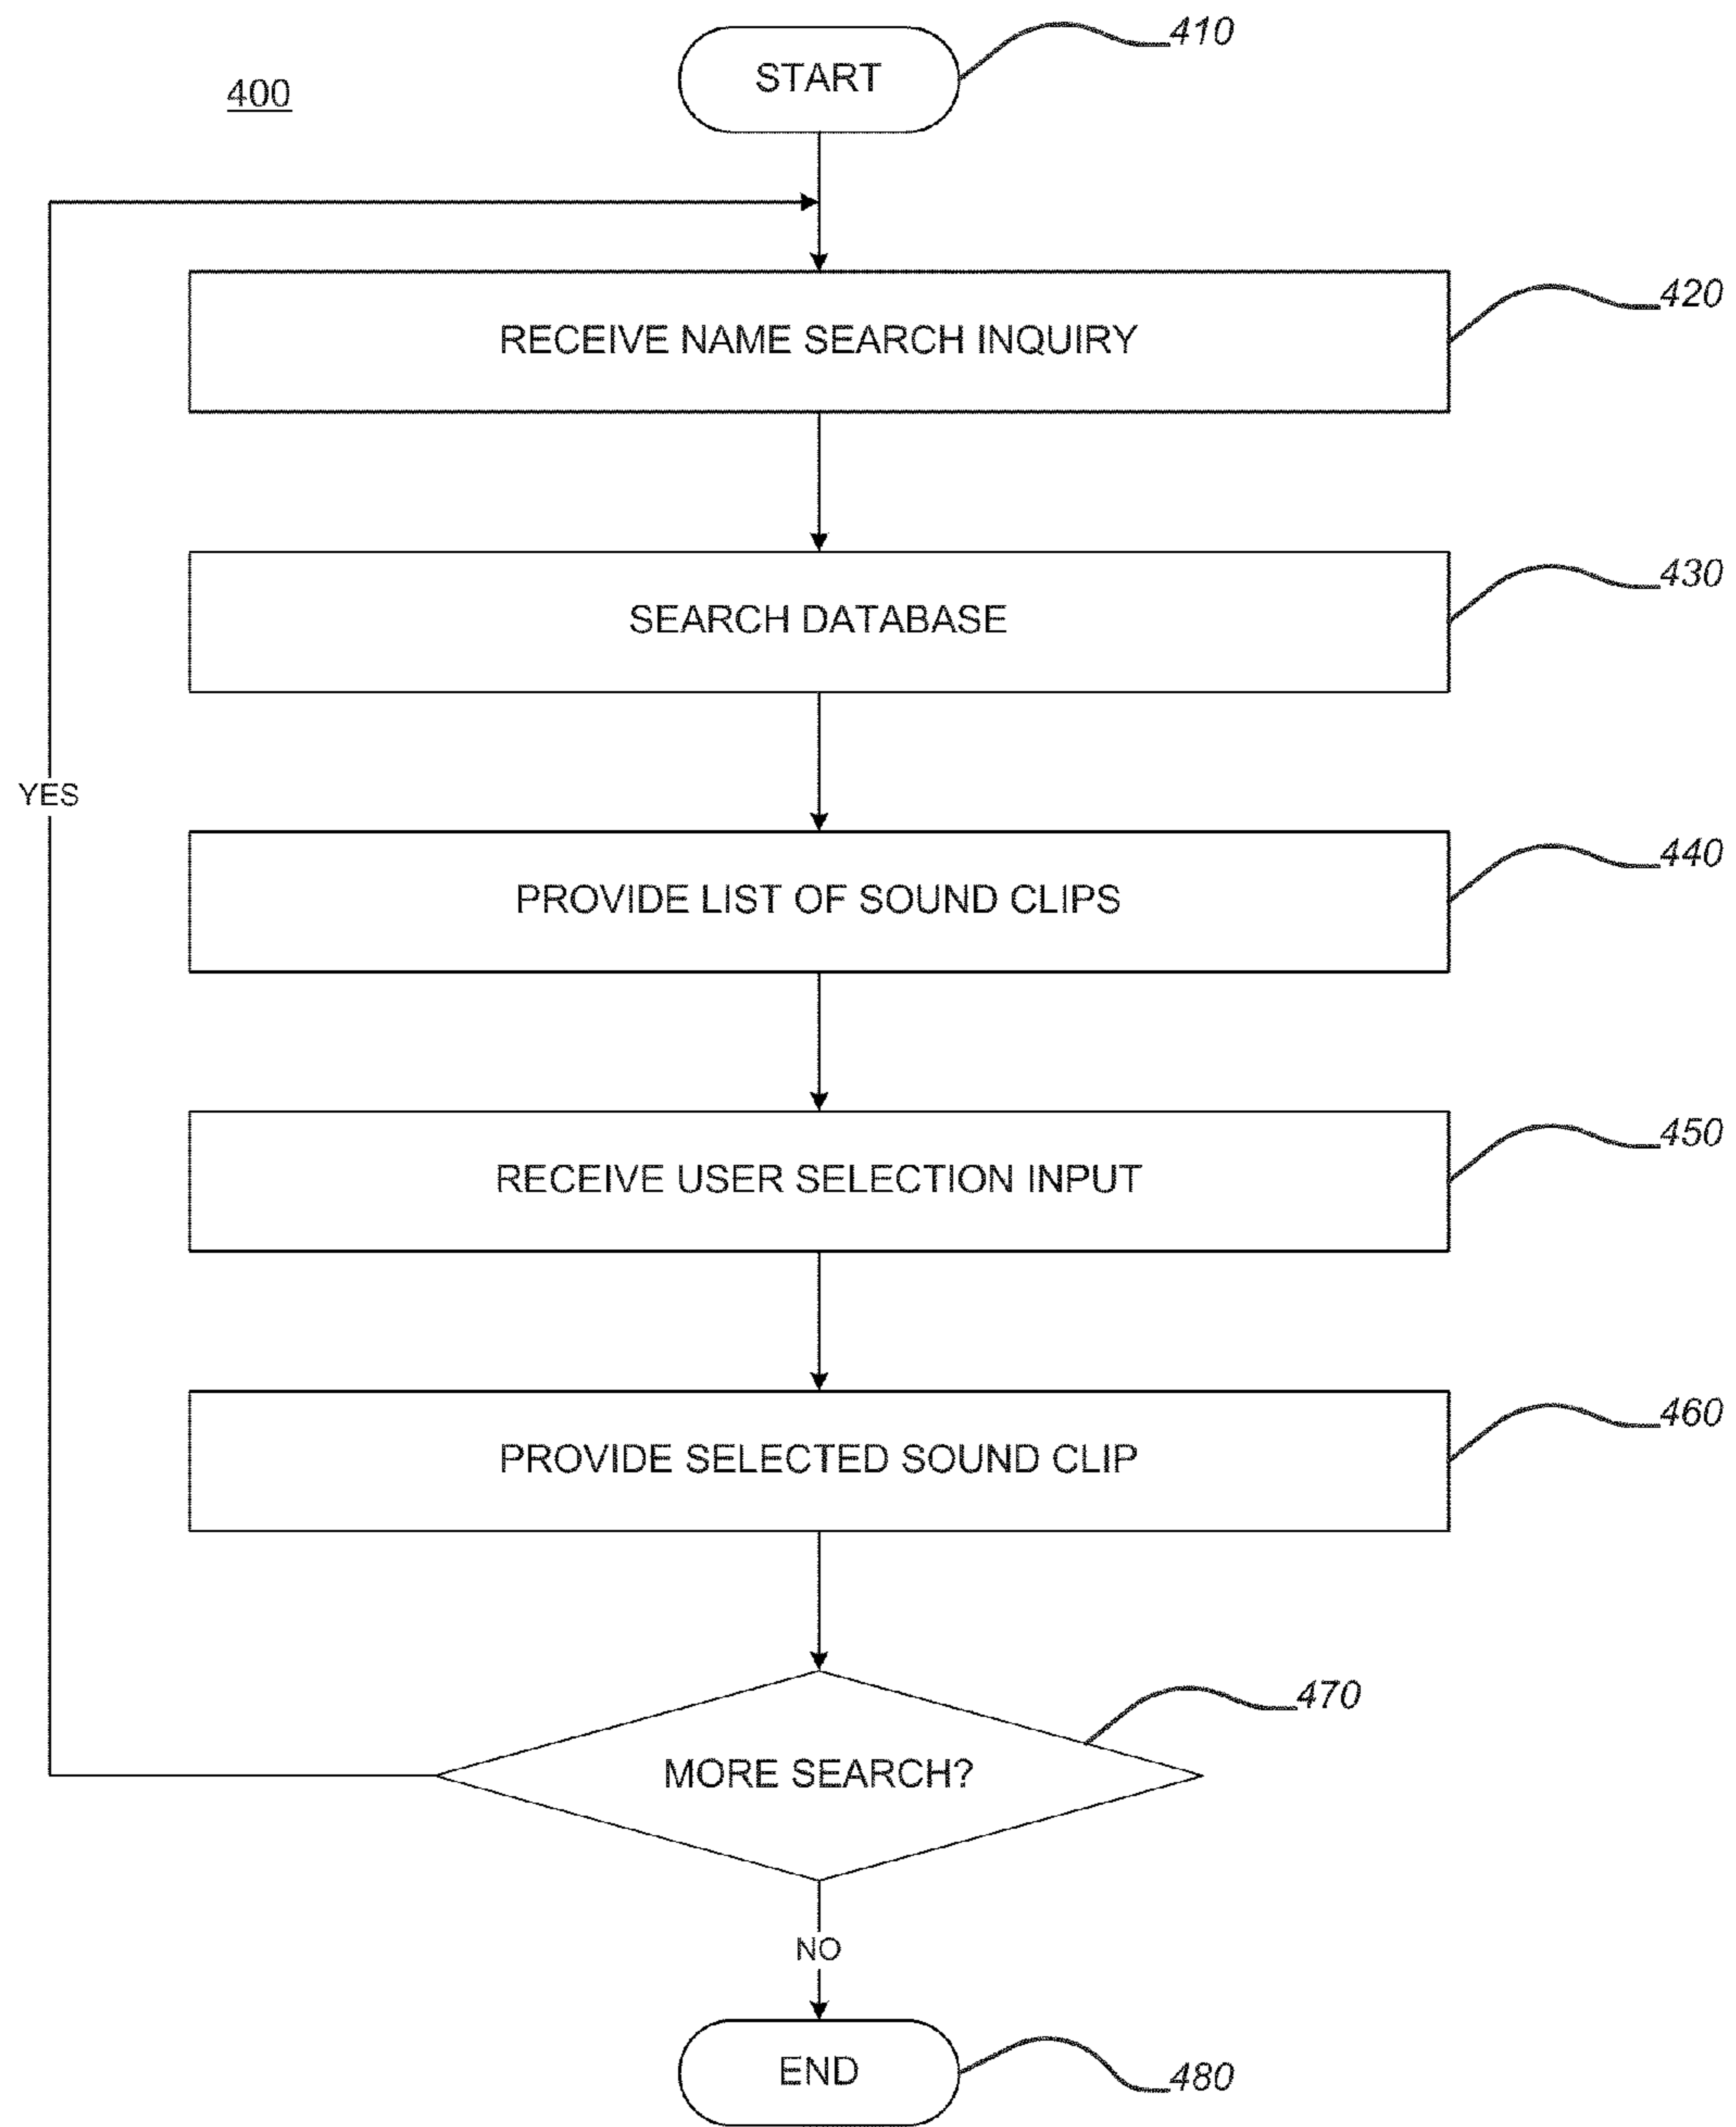 410
START
400
420
RECEIVE NAME SEARCH INQUIRY
430
SEARCH DATABASE
YES
440
PROVIDE LIST OF SOUND CLIPS
450
RECEIVE USER SELECTION INPUT
460
PROVIDE SELECTED SOUND CLIP
470
MORE SEARCH?
NO
END
480